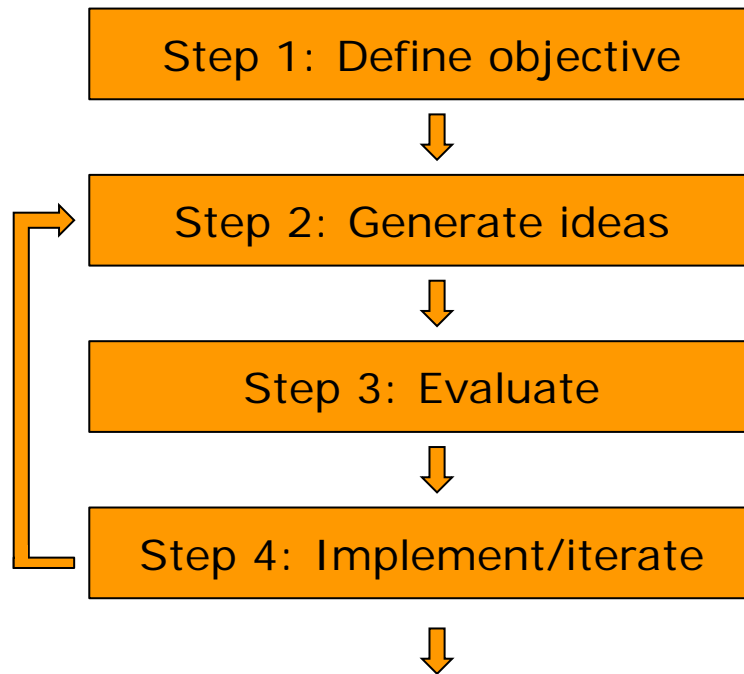 Step 1: Define objective
Step 2: Generate ideas
Step 3: Evaluate
Step 4: Implement/iterate